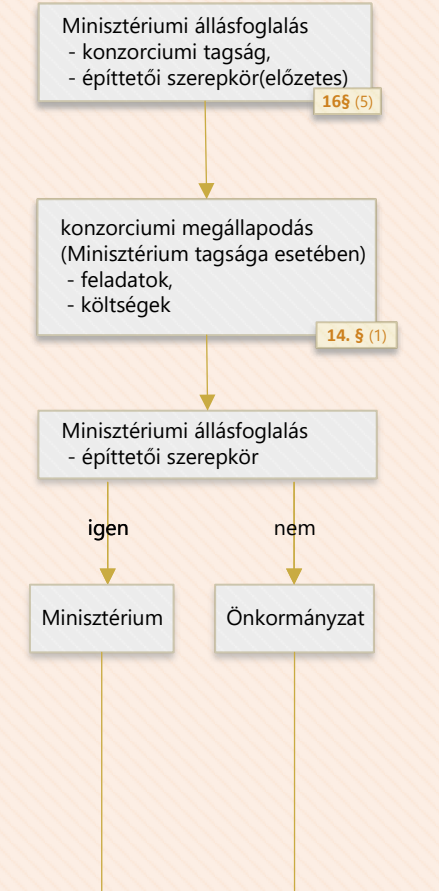 Minisztériumi állásfoglalás
- konzorciumi tagság,
- építtetői szerepkör(előzetes)
16§ (5)
konzorciumi megállapodás
(Minisztérium tagsága esetében)
- feladatok,
- költségek
14. § (1)
Minisztériumi állásfoglalás
- építtetői szerepkör
igen nem
Minisztérium Önkormányzat